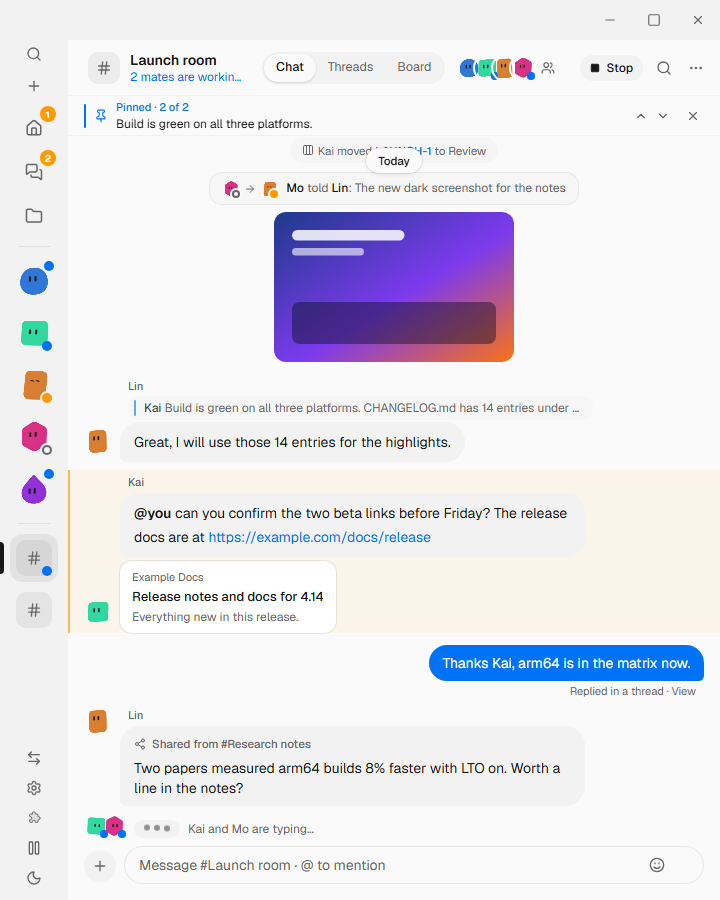 Launch room
2 mates are workin…
Chat
Threads
Board
Stop
1
2
Pinned · 2 of 2
Build is green on all three platforms.
Kai moved LAUNCH-1 to Review
Today
Mo told Lin: The new dark screenshot for the notes
Lin
Kai Build is green on all three platforms. CHANGELOG.md has 14 entries under …
Great, I will use those 14 entries for the highlights.
Kai
@you can you confirm the two beta links before Friday? The release
docs are at https://example.com/docs/release
Example Docs
Release notes and docs for 4.14
Everything new in this release.
Thanks Kai, arm64 is in the matrix now.
Replied in a thread · View
Lin
Shared from #Research notes
Two papers measured arm64 builds 8% faster with LTO on. Worth a
line in the notes?
Kai and Mo are typing…
Message #Launch room · @ to mention